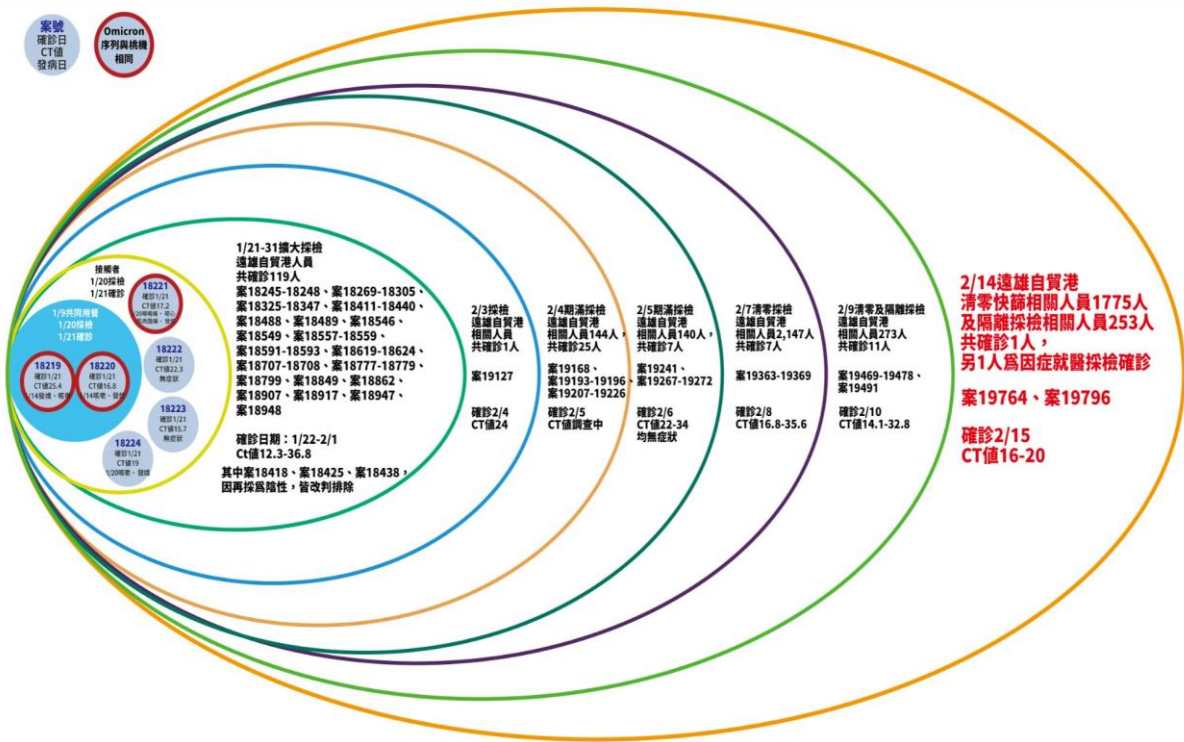 案號
確診日
CT值
發病日
Omicron
序列與桃機
相同
接觸者
1/20採檢
1/21確診
18221
確診1/21
CT值17.2
1/9共同用餐
1/20採檢
1/21確診
18219
確診1/21
CT值25.4
1/14發燒、咳嗽
18220
確診1/21
CT值16.8
1/14咳嗽、發燒
18222
確診1/21
CT值22.3
無症狀
18223
確診1/21
CT值15.7
無症狀
18224
確診1/21
CT值19
1/20咳嗽、發燒
1/21-31擴大採檢
遠雄自貿港人員
共確診119人
案18245-18248、案18269-18305、
案18325-18347、案18411-18440、
案18488、案18489、案18546、
案18549、案18557-18559、
案18591-18593、案18619-18624、
案18707-18708、案18777-18779、
案18799、案18849、案18862、
案18907、案18917、案18947、
案18948
確診日期：1/22-2/1
Ct值12.3-36.8
其中案18418、案18425、案18438，
因再採為陰性，皆改判排除
2/3採檢
遠雄自貿港
相關人員
共確診1人
案19127
確診2/4
CT值24
2/4期滿採檢
遠雄自貿港
相關人員144人，
共確診25人
案19168、
案19193-19196、
案19207-19226
確診2/5
CT值調查中
2/5期滿採檢
遠雄自貿港
相關人員140人，
共確診7人
案19241、
案19267-19272
確診2/6
CT值22-34
均無症狀
2/7清零採檢
遠雄自貿港
相關人員2,147人
共確診7人
案19363-19369
確診2/8
CT值16.8-35.6
2/9清零及隔離採檢
遠雄自貿港
相關人員273人
共確診11人
案19469-19478、
案19491
確診2/10
CT值14.1-32.8
2/14遠雄自貿港
清零快篩相關人員1775人
及隔離採檢相關人員253人
共確診1人，
另1人爲因症就醫採檢確診
案19764、案19796
確診2/15
CT值16-20